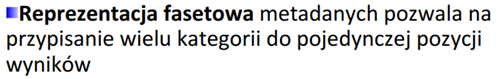 Reprezentacja fasetowa metadanych pozwala na
przypisanie wielu kategorii do pojedynczej pozycji
wyników